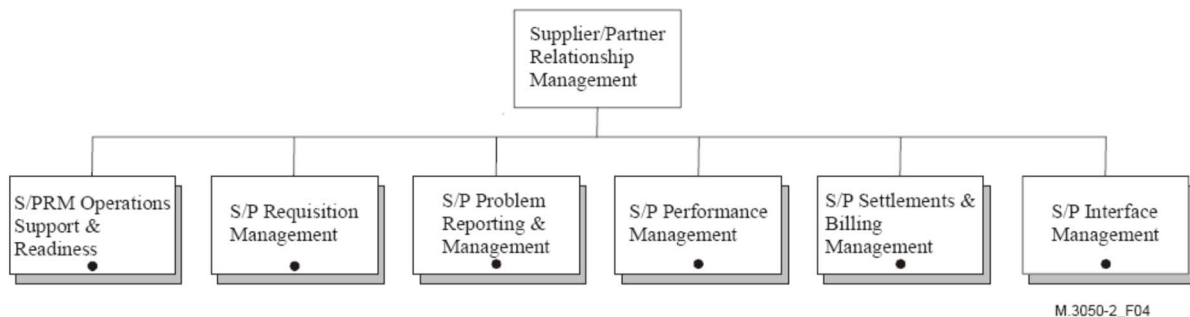 Supplier/Partner
Relationship
Management
S/PRM Operations
Support &
Readiness
S/P Requisition
Management
S/P Problem
Reporting &
Management
S/P Performance
Management
S/P Settlements &
Billing
Management
S/P Interface
Management
M.3050-2_F04